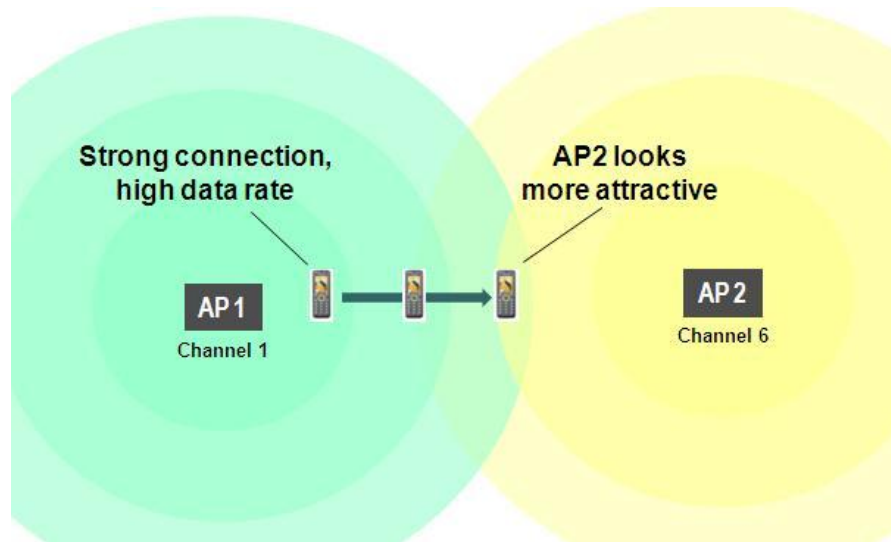 Strong connection,
high data rate
AP2 looks
more attractive
AP1
Channel 1
AP2
Channel 6